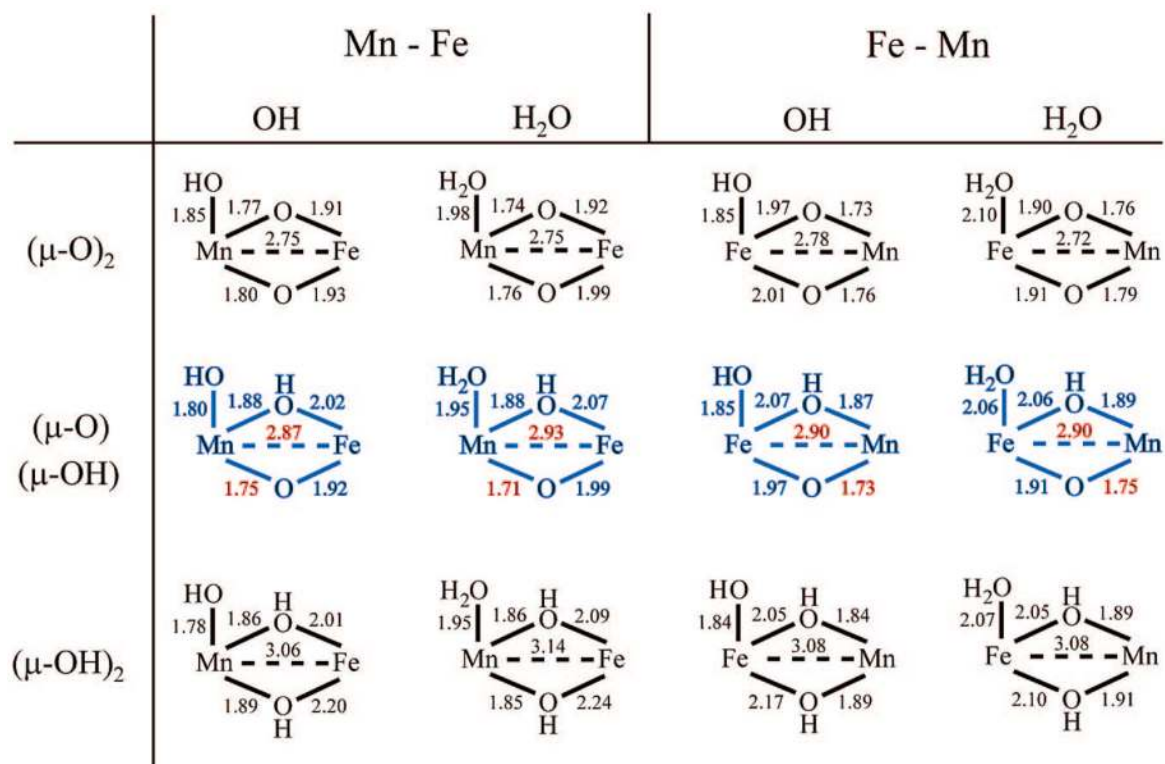 Mn - Fe Fe - Mn
OH H₂O OH H₂O
HO H₂O HO H₂O
1.85 1.77 O 1.91 1.98 1.74 O 1.92 1.85 1.97 O 1.73 2.10 1.90 O 1.76
(μ-O)₂ Mn 2.75 Fe Mn 2.75 Fe Fe 2.78 Mn Fe 2.72 Mn
1.80 O 1.93 1.76 O 1.99 2.01 O 1.76 1.91 O 1.79
HO H H₂O H HO H H₂O H
1.80 1.88 O 2.02 1.95 1.88 O 2.07 1.85 2.07 O 1.87 2.06 2.06 O 1.89
(μ-O) 2.87 2.93 2.90 2.90
Mn Fe Mn Fe Fe Mn Fe Mn
(μ-OH) 1.75 O 1.92 1.71 O 1.99 1.97 O 1.73 1.91 O 1.75
HO H H₂O H HO H H₂O H
1.78 1.86 O 2.01 1.95 1.86 O 2.09 1.84 2.05 O 1.84 2.07 2.05 O 1.89
(μ-OH)₂ Mn 3.06 Fe Mn 3.14 Fe Fe 3.08 Mn Fe 3.08 Mn
1.89 O 2.20 1.85 O 2.24 2.17 O 1.89 2.10 O 1.91
H H H H